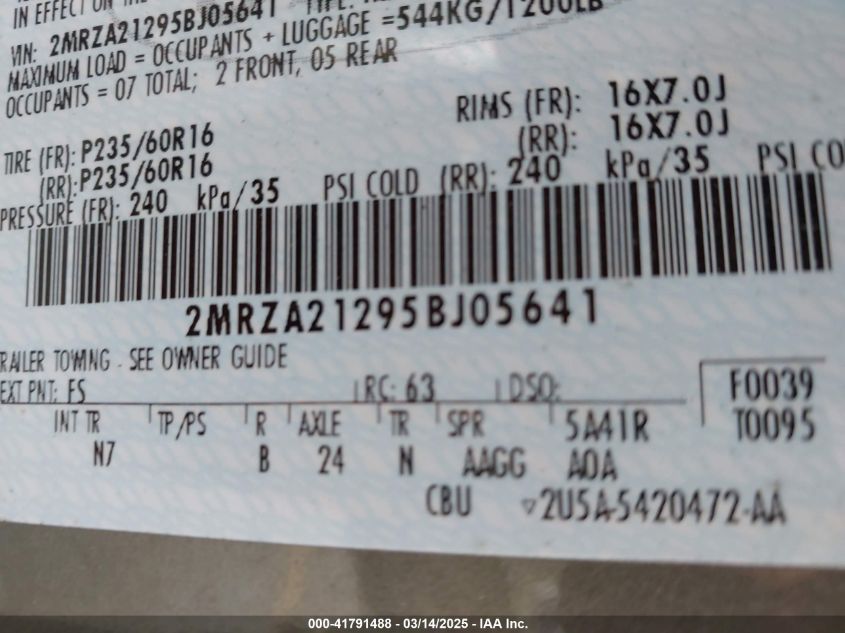 IN EFFECT ON THE
VIN: 2MRZA21295BJ05641 TYPE:
MAXIMUM LOAD = OCCUPANTS + LUGGAGE =544KG/1200LB
OCCUPANTS = 07 TOTAL; 2 FRONT, 05 REAR
RIMS (FR): 16X7.0J
TIRE (FR): P235/60R16 (RR): 16X7.0J
(RR):P235/60R16
PRESSURE (FR): 240 kPa/35 PSI COLD (RR): 240 kPa/35 PSI CO
2MRZA21295BJ05641
RAILER TOWING - SEE OWNER GUIDE
EXT PNT: FS RC: 63 DSO: F0039
INT TR TP/PS R AXLE TR SPR 5A41R T0095
N7 B 24 N AAGG A0A
CBU ▿2U5A-5420472-AA
000-41791488 - 03/14/2025 - IAA Inc.